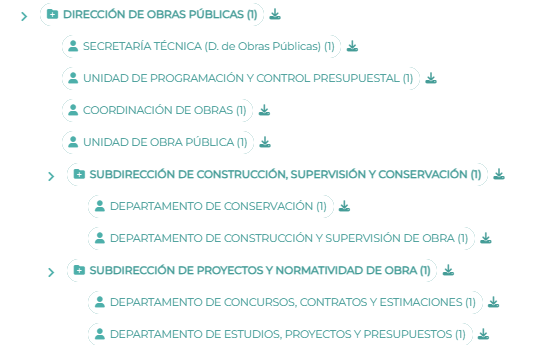 DIRECCIÓN DE OBRAS PÚBLICAS (1)
SECRETARÍA TÉCNICA (D. de Obras Públicas) (1)
UNIDAD DE PROGRAMACIÓN Y CONTROL PRESUPUESTAL (1)
COORDINACIÓN DE OBRAS (1)
UNIDAD DE OBRA PÚBLICA (1)
SUBDIRECCIÓN DE CONSTRUCCIÓN, SUPERVISIÓN Y CONSERVACIÓN (1)
DEPARTAMENTO DE CONSERVACIÓN (1)
DEPARTAMENTO DE CONSTRUCCIÓN Y SUPERVISIÓN DE OBRA (1)
SUBDIRECCIÓN DE PROYECTOS Y NORMATIVIDAD DE OBRA (1)
DEPARTAMENTO DE CONCURSOS, CONTRATOS Y ESTIMACIONES (1)
DEPARTAMENTO DE ESTUDIOS, PROYECTOS Y PRESUPUESTOS (1)